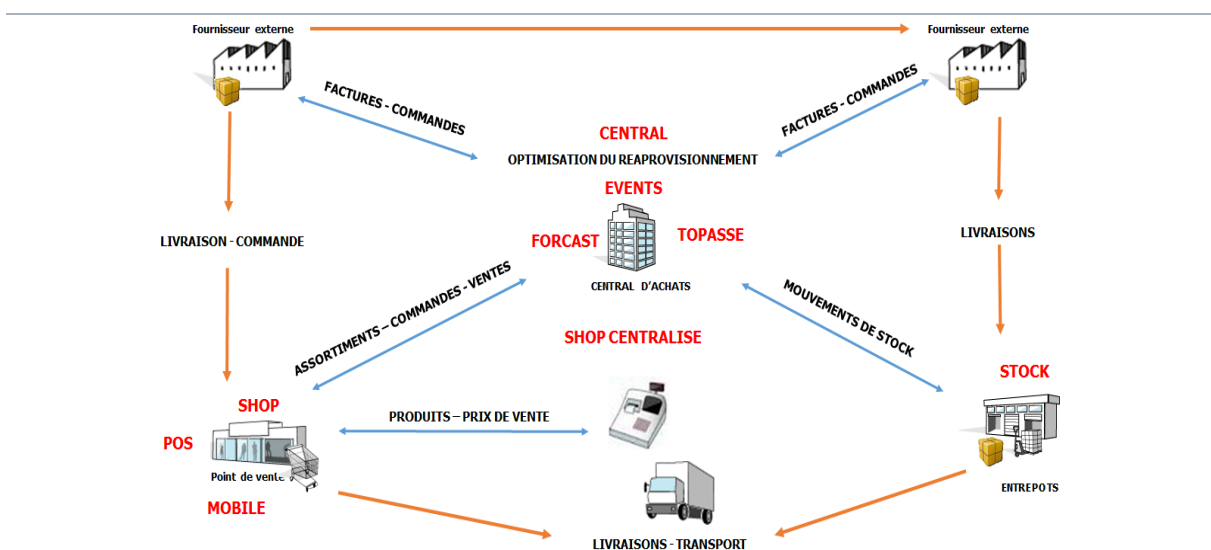 Fournisseur externe
Fournisseur externe
FACTURES - COMMANDES
FACTURES - COMMANDES
CENTRAL
OPTIMISATION DU REAPROVISIONNEMENT
EVENTS
FORCAST
TOPASSE
LIVRAISON - COMMANDE
LIVRAISONS
CENTRAL D'ACHATS
ASSORTIMENTS – COMMANDES - VENTES
MOUVEMENTS DE STOCK
SHOP CENTRALISE
STOCK
SHOP
PRODUITS – PRIX DE VENTE
POS
Point de vente
ENTREPOTS
MOBILE
LIVRAISONS - TRANSPORT